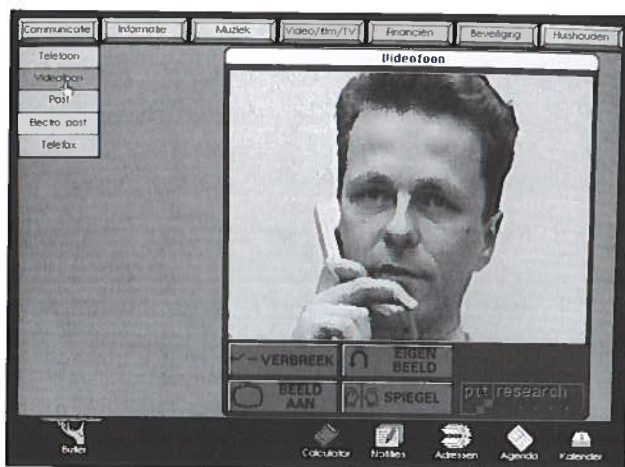 Communicatie Informatie Muziek Video/film/TV Financiën Beveiliging Huishouden
Telefoon
Videofoon
Post
Electro. post
Telefax
Videofoon
VERBREEK
EIGEN BEELD
BEELD AAN
SPIEGEL
ptt research
Butler Calculator Notities Adressen Agenda Kalender